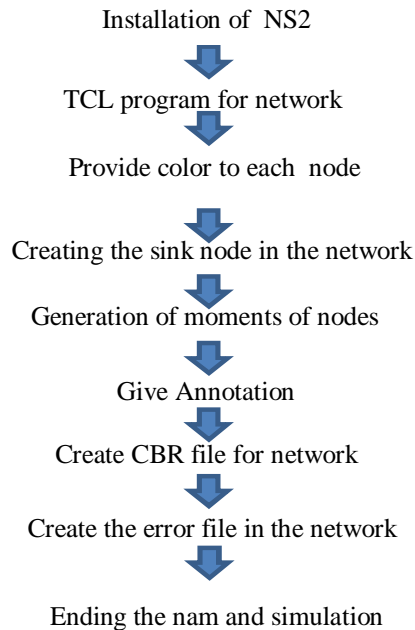 Installation of NS2
TCL program for network
Provide color to each node
Creating the sink node in the network
Generation of moments of nodes
Give Annotation
Create CBR file for network
Create the error file in the network
Ending the nam and simulation